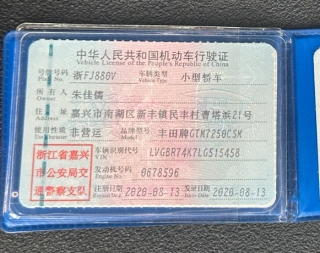 中华人民共和国机动车行驶证
Vehicle License of the People's Republic of China
号牌号码 浙FJ880V 车辆类型 小型轿车
Plate No. Vehicle Type
所有人 朱佳儒
Owner
住址 嘉兴市南湖区新丰镇民丰村曹塔浜21号
Address
使用性质 非营运 品牌型号 丰田牌GTM7250CSK
Use Character Model
浙江省嘉兴
市公安局交
通警察支队
车辆识别代号 LVGBR74K7LG515458
VIN
发动机号码 0678596
Engine No.
注册日期 2020-08-13 发证日期 2020-08-13
Register Date Issue Date